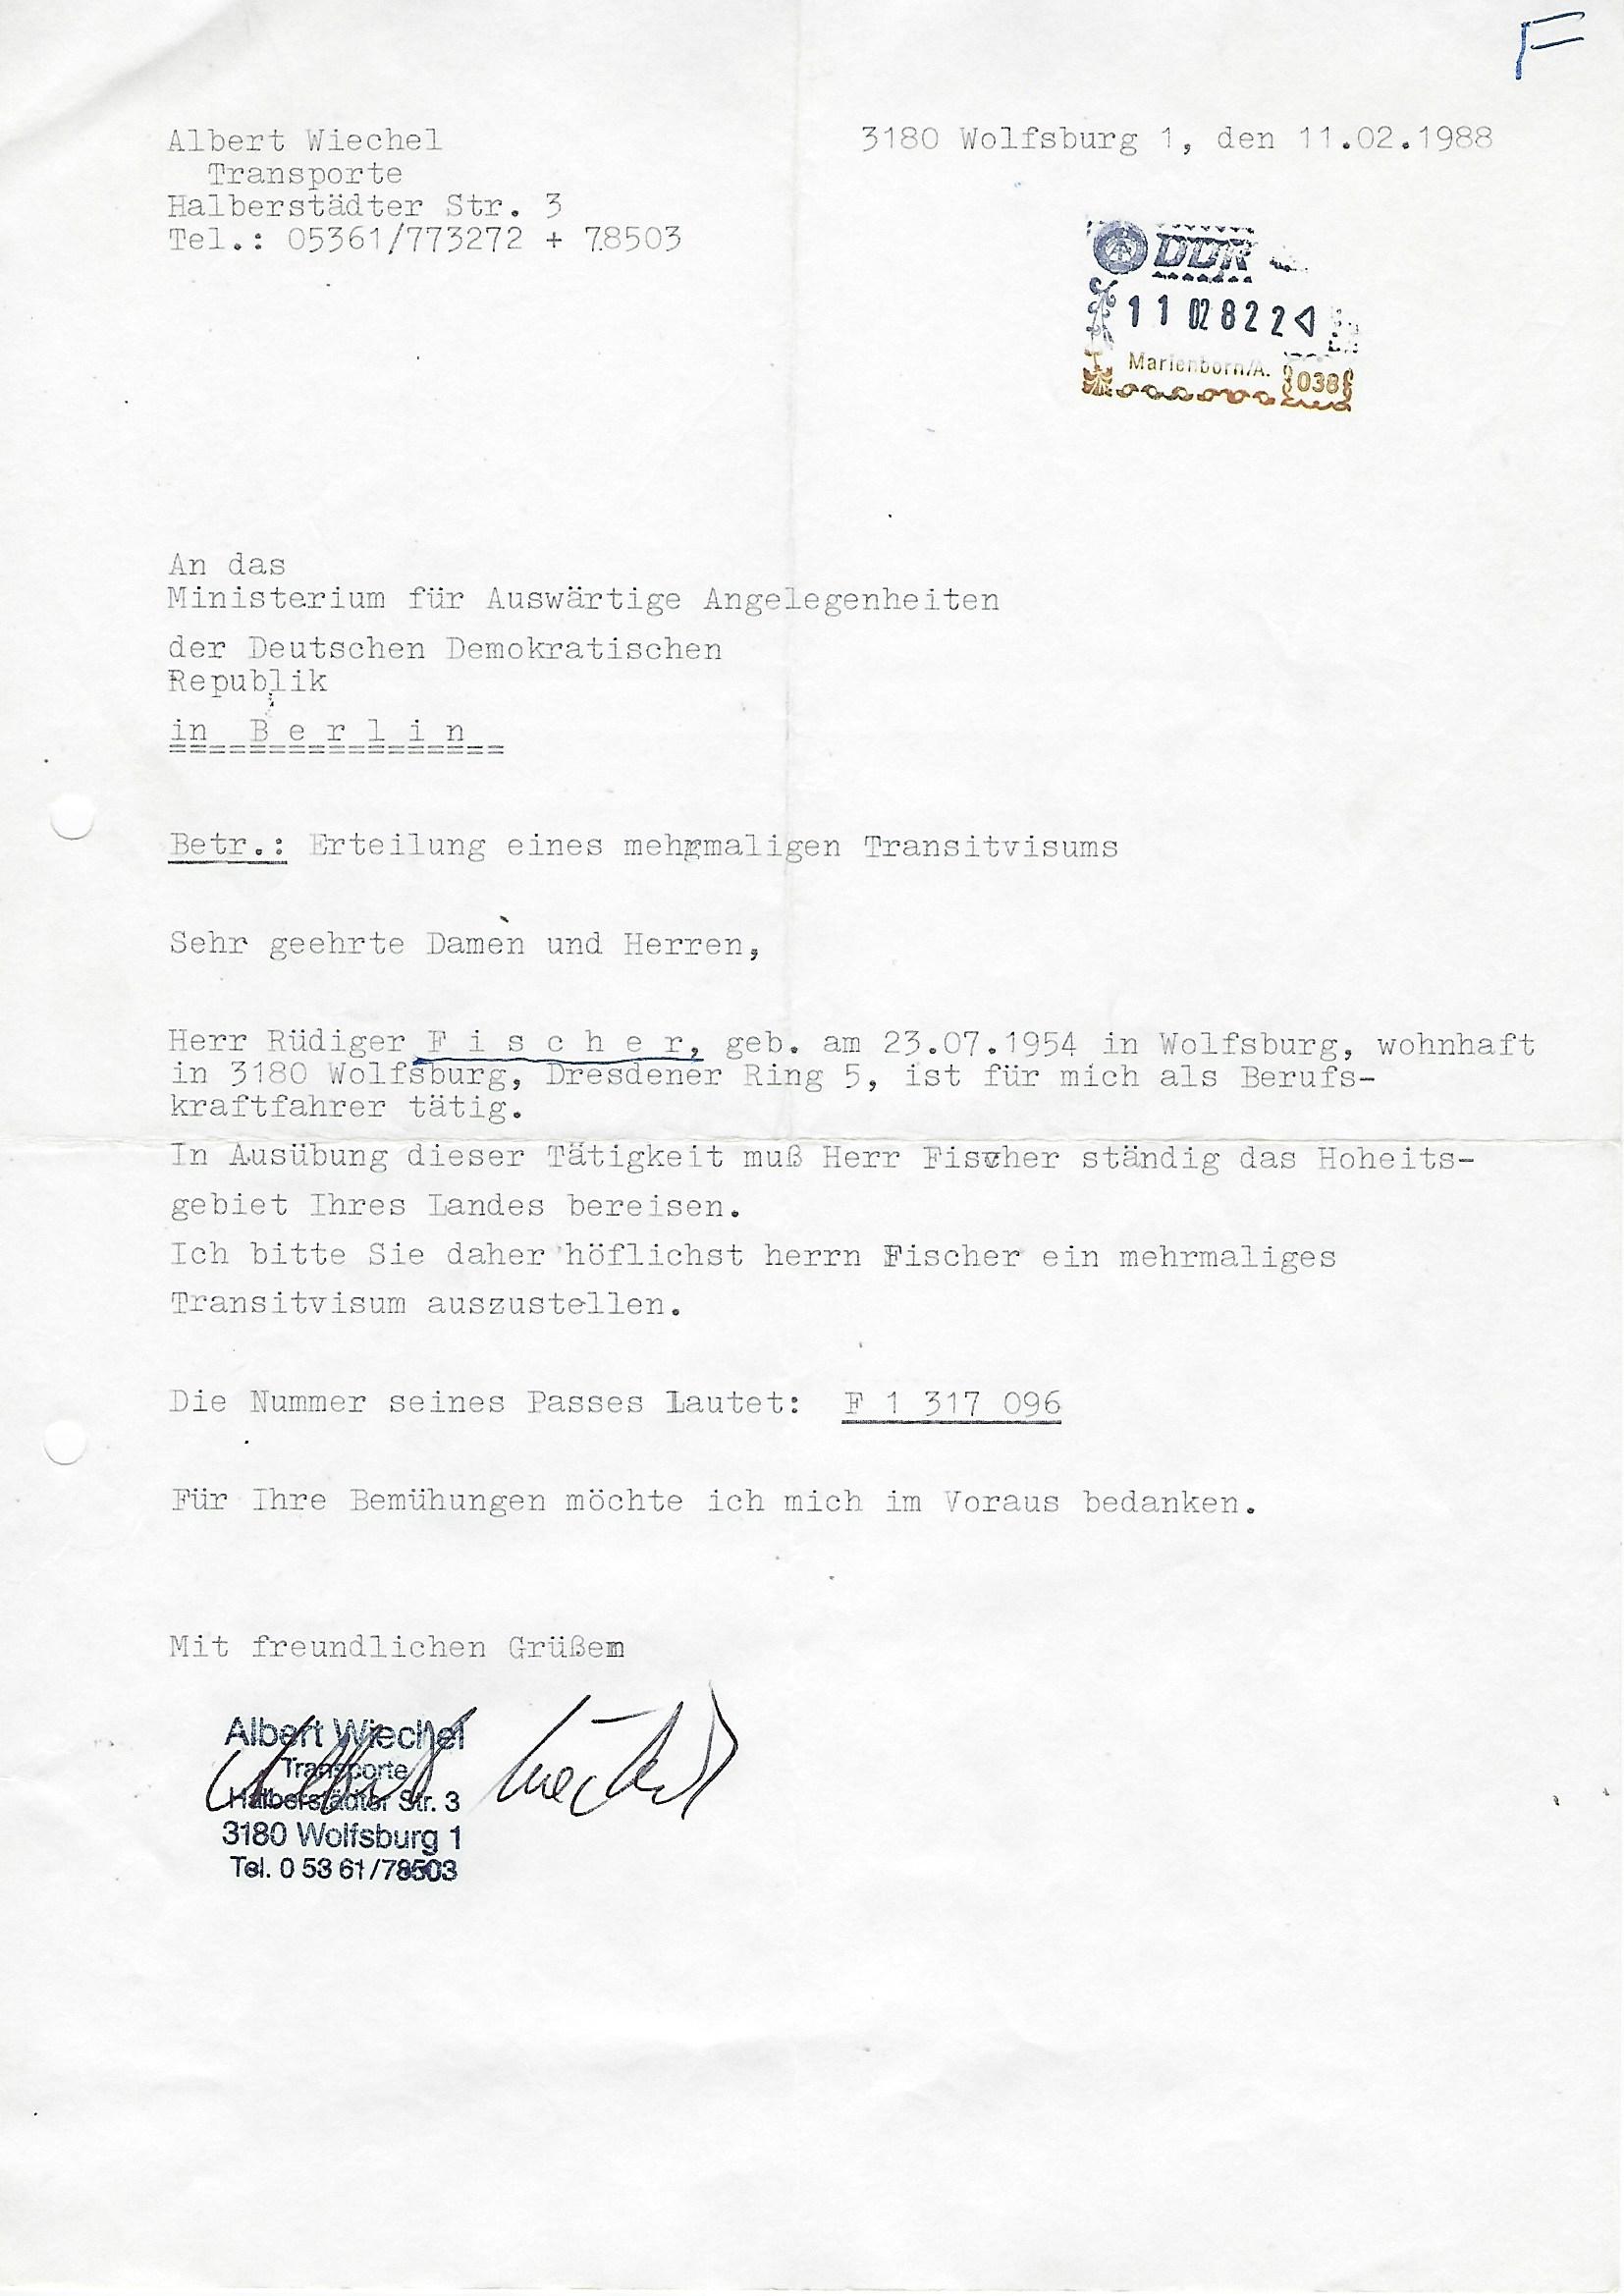 F
Albert Wiechel
Transporte
Halberstädter Str. 3
Tel.: 05361/773272 + 78503
3180 Wolfsburg 1, den 11.02.1988
DDR
11 02 82 2
Marienborn/A.
038
An das
Ministerium für Auswärtige Angelegenheiten
der Deutschen Demokratischen
Republik
in B e r l i n
=================
Betr.: Erteilung eines mehrmaligen Transitvisums
Sehr geehrte Damen und Herren,
Herr Rüdiger F i s c h e r, geb. am 23.07.1954 in Wolfsburg, wohnhaft
in 3180 Wolfsburg, Dresdener Ring 5, ist für mich als Berufs-
kraftfahrer tätig.
In Ausübung dieser Tätigkeit muß Herr Fischer ständig das Hoheits-
gebiet Ihres Landes bereisen.
Ich bitte Sie daher höflichst herrn Fischer ein mehrmaliges
Transitvisum auszustellen.
Die Nummer seines Passes lautet: F 1 317 096
Für Ihre Bemühungen möchte ich mich im Voraus bedanken.
Mit freundlichen Grüßen
Albert Wiechel
Albert Wiechel
Transporte
Halberstädter Str. 3
3180 Wolfsburg 1
Tel. 0 53 61/78503